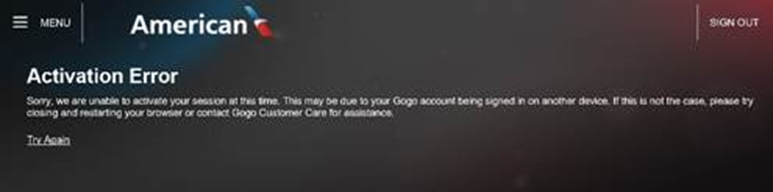 MENU
American
SIGN OUT
Activation Error
Sorry, we are unable to activate your session at this time. This may be due to your Gogo account being signed in on another device. If this is not the case, please try
closing and restarting your browser or contact Gogo Customer Care for assistance.
Try Again